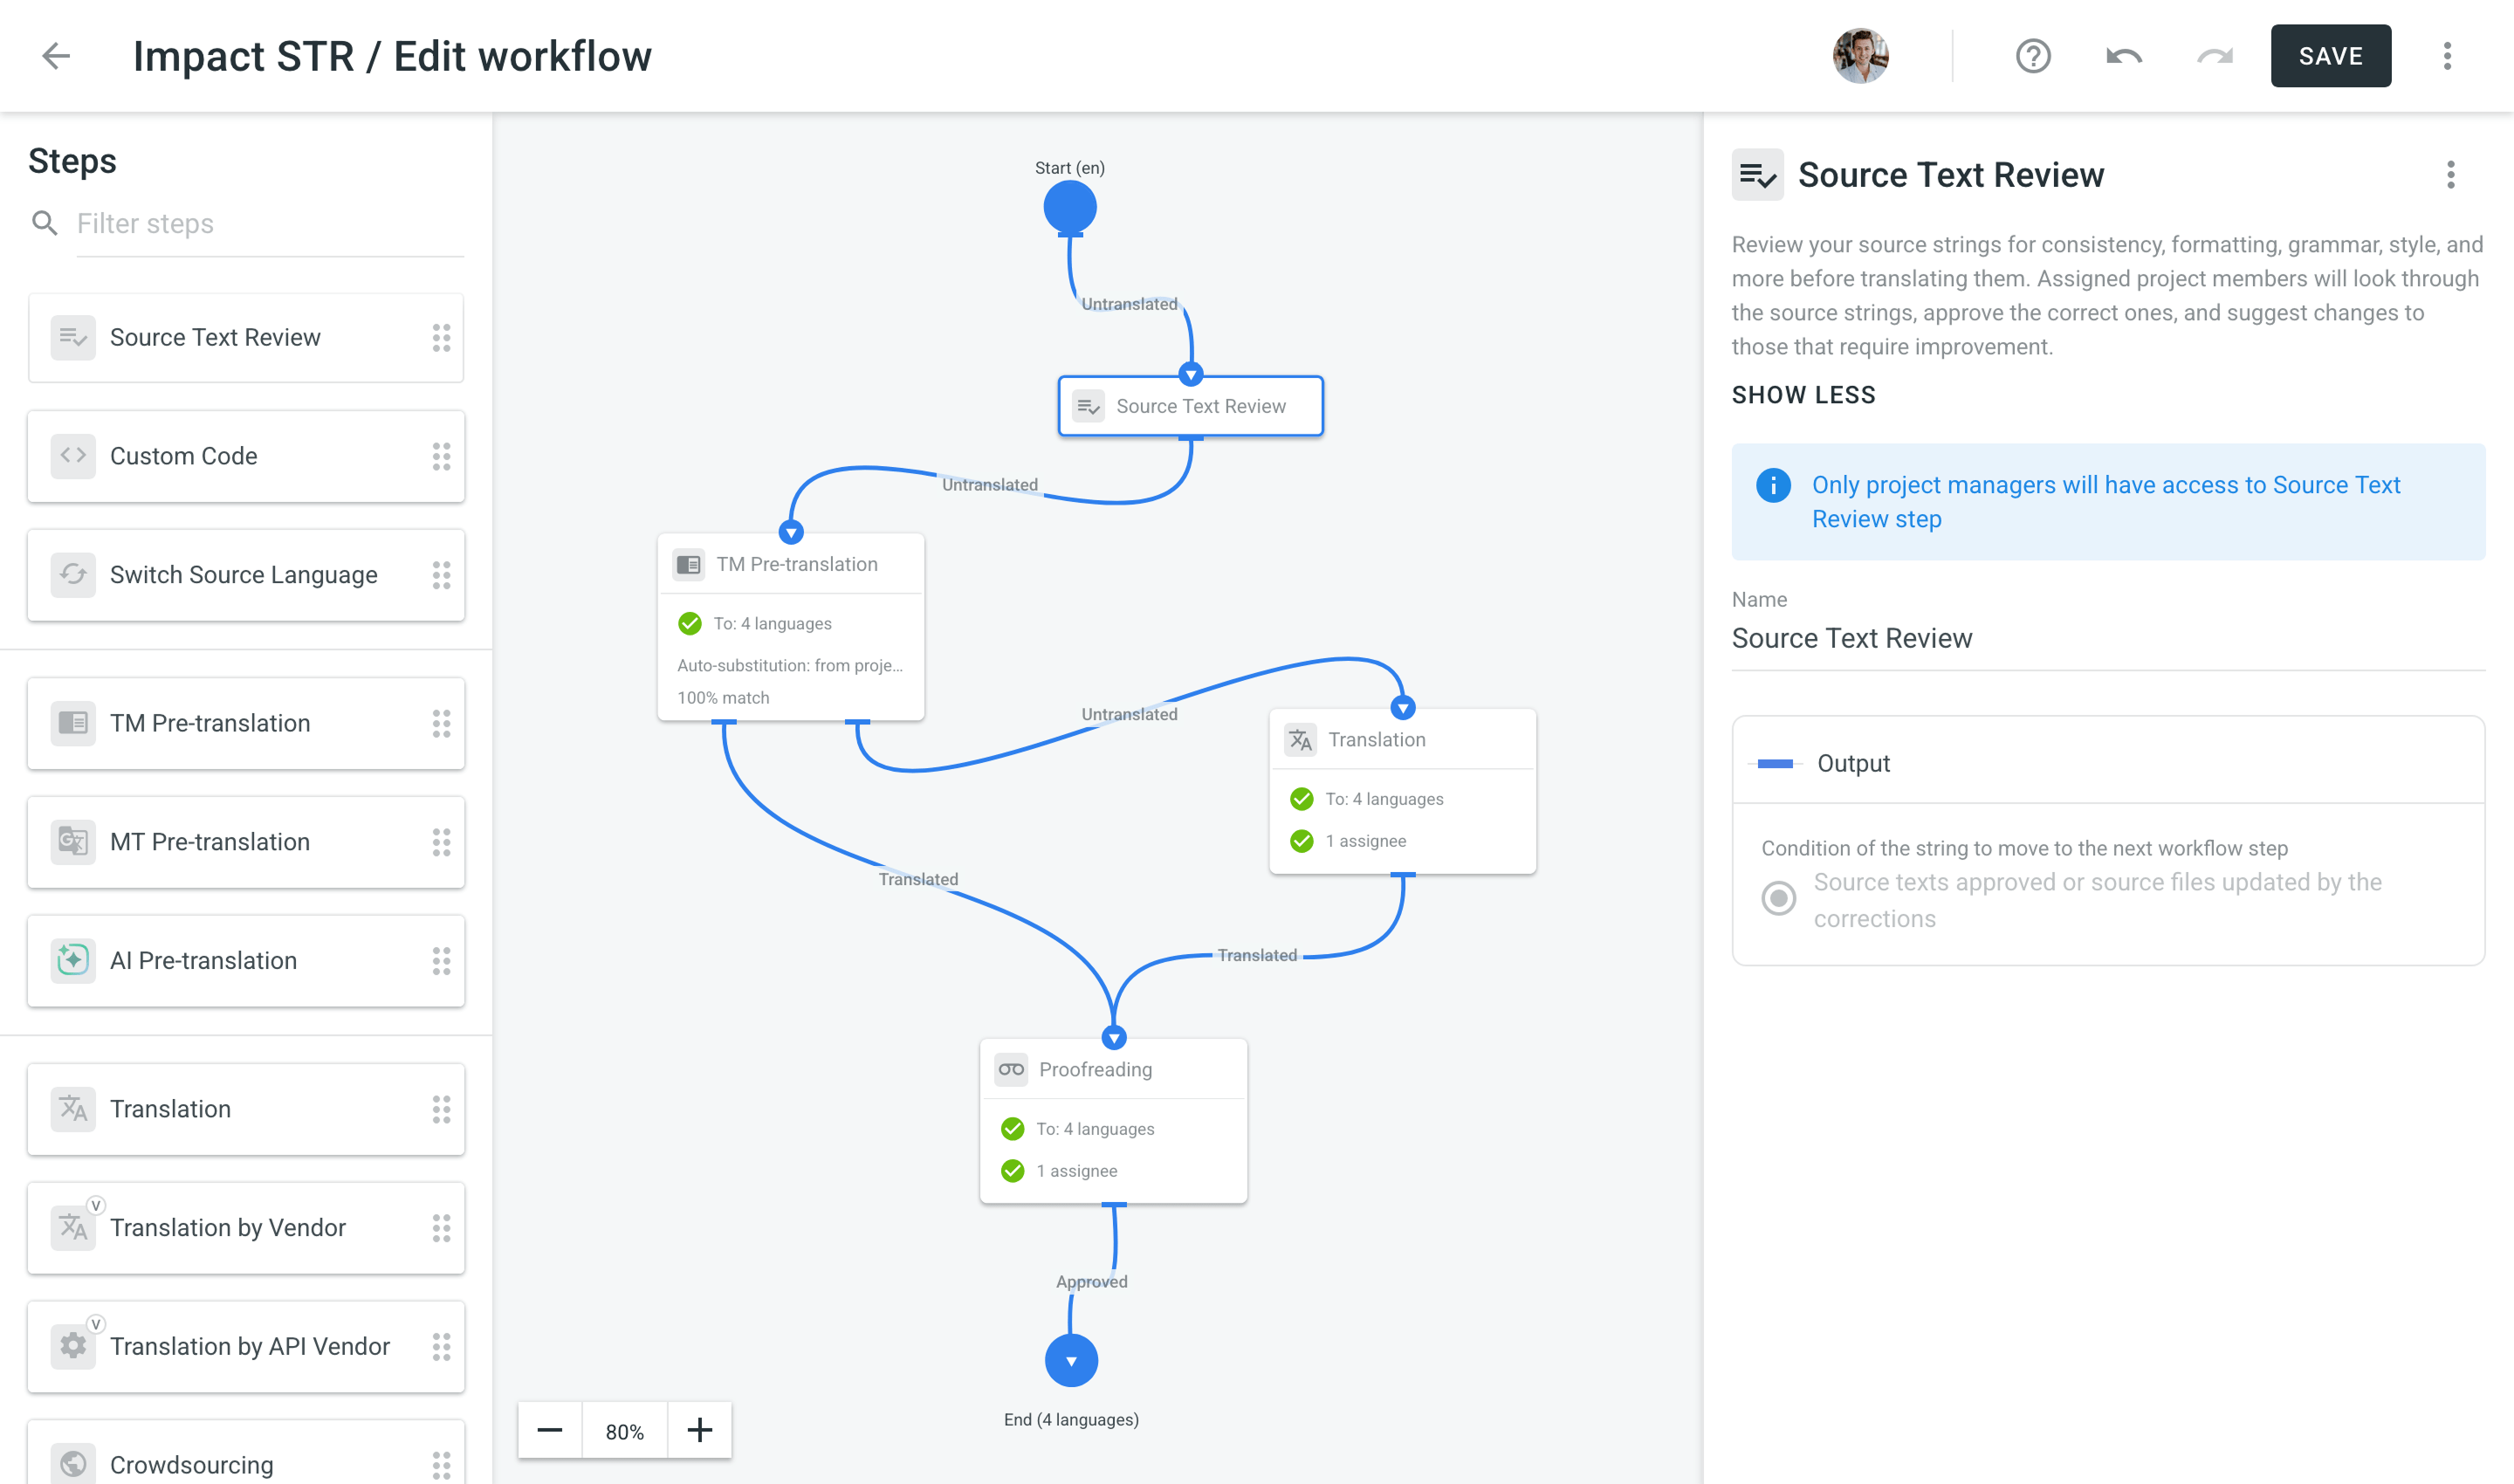 Impact STR / Edit workflow
SAVE
Steps
Filter steps
Source Text Review
Custom Code
Switch Source Language
TM Pre-translation
MT Pre-translation
AI Pre-translation
Translation
V
Translation by Vendor
V
Translation by API Vendor
Crowdsourcing
Start (en)
Untranslated
Source Text Review
Untranslated
TM Pre-translation
To: 4 languages
Auto-substitution: from proje...
100% match
Untranslated
Translation
To: 4 languages
1 assignee
Translated
Translated
Proofreading
To: 4 languages
1 assignee
Approved
End (4 languages)
80%
Source Text Review
Review your source strings for consistency, formatting, grammar, style, and
more before translating them. Assigned project members will look through
the source strings, approve the correct ones, and suggest changes to
those that require improvement.
SHOW LESS
Only project managers will have access to Source Text
Review step
Name
Source Text Review
Output
Condition of the string to move to the next workflow step
Source texts approved or source files updated by the
corrections